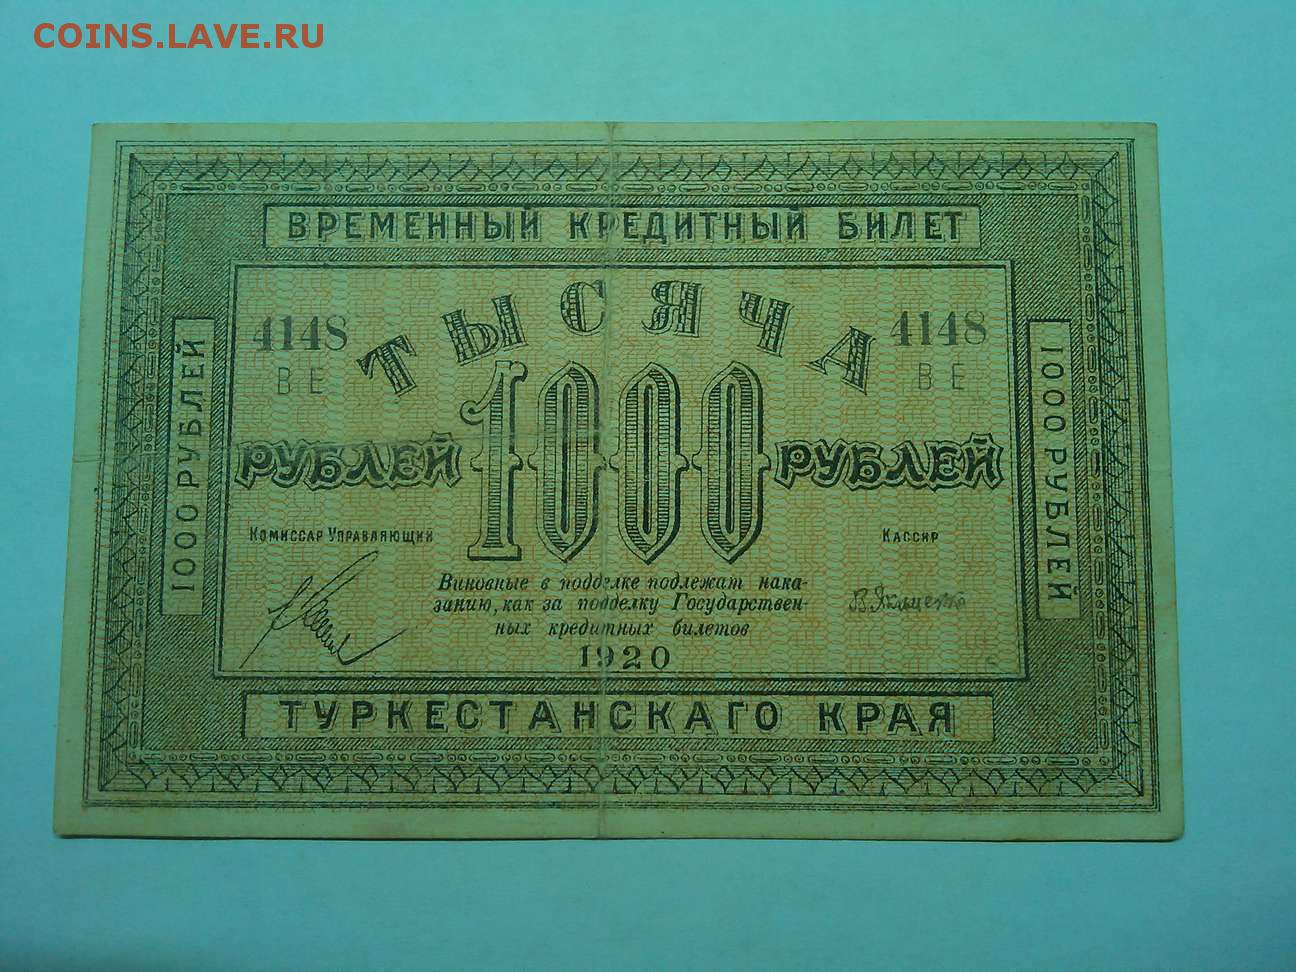 COINS.LAVE.RU
ВРЕМЕННЫЙ КРЕДИТНЫЙ БИЛЕТ
ТЫСЯЧА
4148
ВЕ
4148
ВЕ
1000 РУБЛЕЙ
РУБЛЕЙ 1000 РУБЛЕЙ
1000 РУБЛЕЙ
КОМИССАР УПРАВЛЯЮЩИЙ
КАССИР
Виновные в подделке подлежат нака-
занию, как за подделку Государствен-
ных кредитных билетов
1920
ТУРКЕСТАНСКАГО КРАЯ